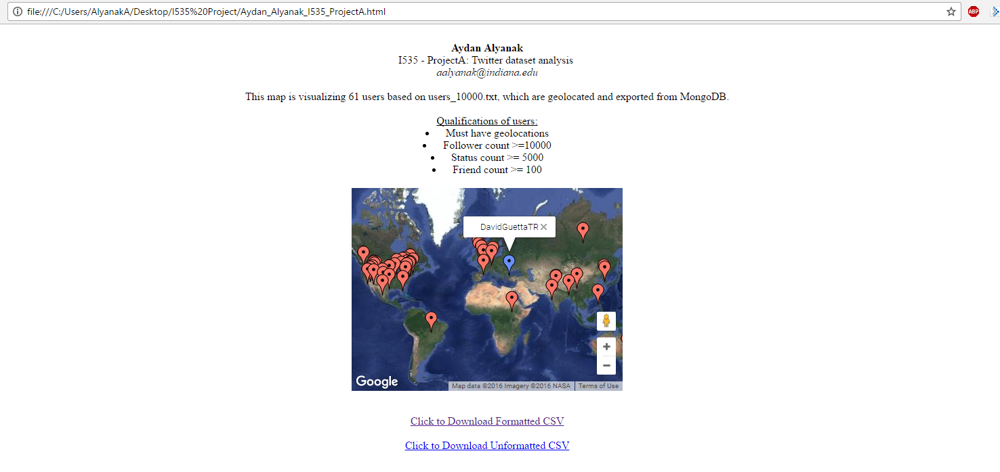 file:///C:/Users/AlyanakA/Desktop/I535%20Project/Aydan_Alyanak_I535_ProjectA.html
ABP
Aydan Alyanak
I535 - ProjectA: Twitter dataset analysis
aalyanak@indiana.edu
This map is visualizing 61 users based on users_10000.txt, which are geolocated and exported from MongoDB.
Qualifications of users:
• Must have geolocations
• Follower count >=10000
• Status count >= 5000
• Friend count >= 100
DavidGuettaTR
Google
Map data ©2016 Imagery ©2016 NASA
Terms of Use
Click to Download Formatted CSV
Click to Download Unformatted CSV